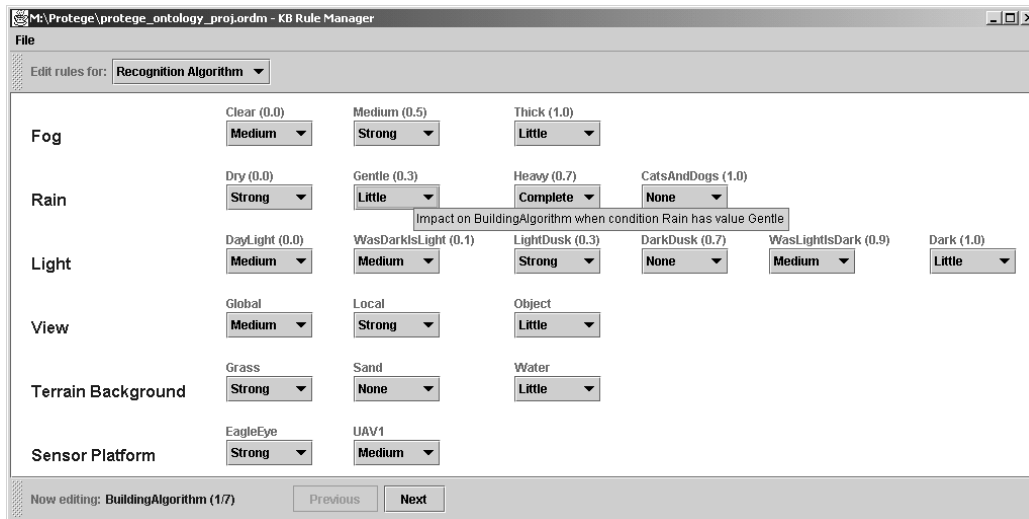 M:\Protege\protege_ontology_proj.ordm - KB Rule Manager
File
Edit rules for: Recognition Algorithm
Clear (0.0) Medium (0.5) Thick (1.0)
Fog Medium Strong Little
Dry (0.0) Gentle (0.3) Heavy (0.7) CatsAndDogs (1.0)
Rain Strong Little Complete None
Impact on BuildingAlgorithm when condition Rain has value Gentle
DayLight (0.0) WasDarkIsLight (0.1) LightDusk (0.3) DarkDusk (0.7) WasLightIsDark (0.9) Dark (1.0)
Light Medium Medium Strong None Medium Little
Global Local Object
View Medium Strong Little
Grass Sand Water
Terrain Background Strong None Little
EagleEye UAV1
Sensor Platform Strong Medium
Now editing: BuildingAlgorithm (1/7) Previous Next